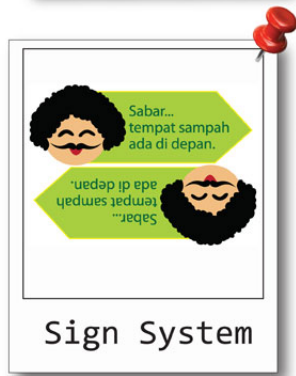 Sabar...
tempat sampah
ada di depan.
Sabar...
tempat sampah
ada di depan.
Sign System